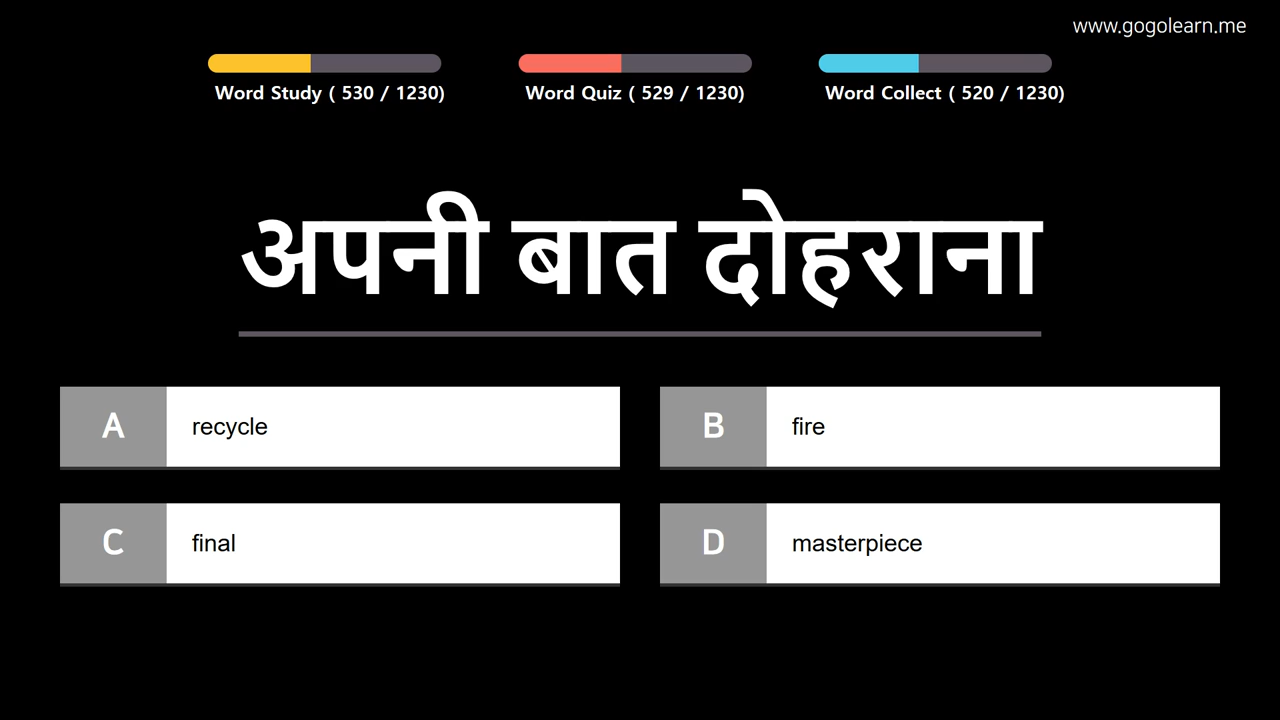 www.gogolearn.me
Word Study ( 530 / 1230)
Word Quiz ( 529 / 1230)
Word Collect ( 520 / 1230)
अपनी बात दोहराना
A recycle
B fire
C final
D masterpiece